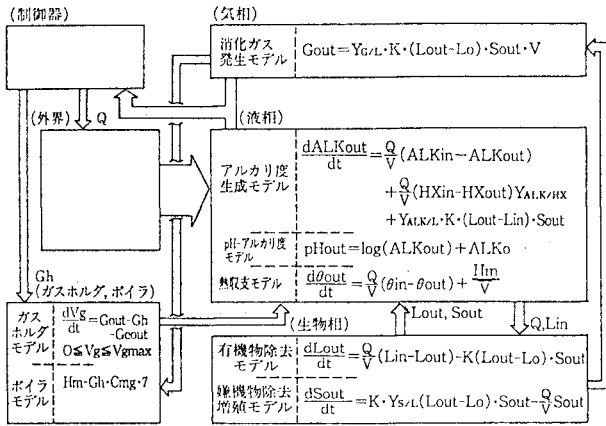 (制御器)
(気相)
消化ガス
発生モデル
Gout=YG/L・K・(Lout-Lo)・Sout・V
(外界)
Q
(液相)
アルカリ度
生成モデル
dALKout/dt=Q/V(ALKin-ALKout)
+Q/V(HXin-HXout)YALK/HX
+YALK/L・K・(Lout-Lin)・Sout
pH-アルカリ度
モデル
pHout=log(ALKout)+ALKo
熱収支モデル
dθout/dt=Q/V(θin-θout)+Hin/V
Gh
(ガスホルダ,ボイラ)
ガス
ホルダ
モデル
dVg/dt=Gout-Gh
-Geout
O≦Vg≦Vgmax
ボイラ
モデル
Hm-Gh・Cmg・7
Lout, Sout
Q,Lin
(生物相)
有機物除去
モデル
dLout/dt=Q/V(Lin-Lout)-K(Lout-Lo)・Sout
嫌機物除去
増殖モデル
dSout/dt=K・YS/L(Lout-Lo)・Sout-Q/V Sout